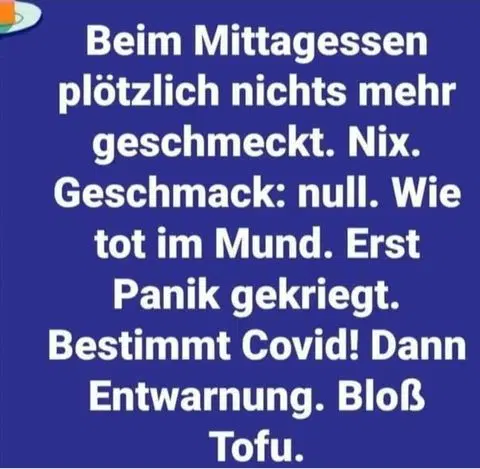 Beim Mittagessen
plötzlich nichts mehr
geschmeckt. Nix.
Geschmack: null. Wie
tot im Mund. Erst
Panik gekriegt.
Bestimmt Covid! Dann
Entwarnung. Bloß
Tofu.